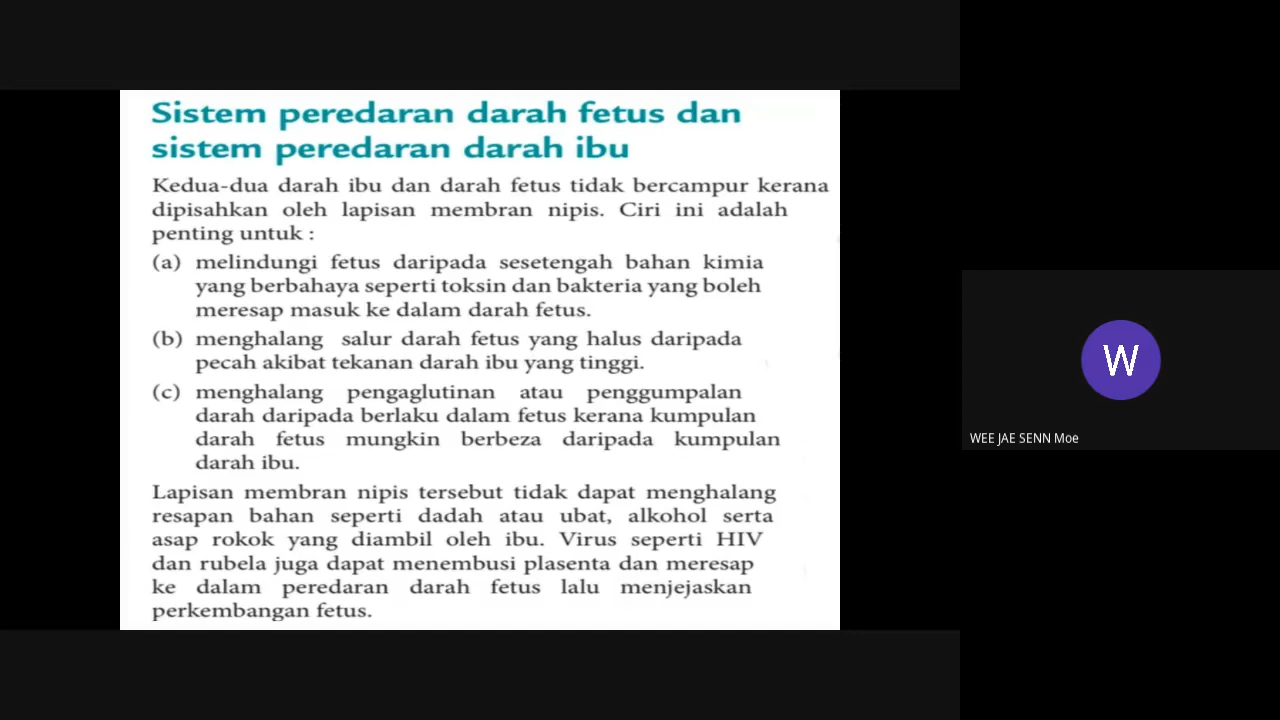 Sistem peredaran darah fetus dan
sistem peredaran darah ibu
Kedua-dua darah ibu dan darah fetus tidak bercampur kerana
dipisahkan oleh lapisan membran nipis. Ciri ini adalah
penting untuk :
(a) melindungi fetus daripada sesetengah bahan kimia
yang berbahaya seperti toksin dan bakteria yang boleh
meresap masuk ke dalam darah fetus.
(b) menghalang salur darah fetus yang halus daripada
pecah akibat tekanan darah ibu yang tinggi.
(c) menghalang pengaglutinan atau penggumpalan
darah daripada berlaku dalam fetus kerana kumpulan
darah fetus mungkin berbeza daripada kumpulan
darah ibu.
Lapisan membran nipis tersebut tidak dapat menghalang
resapan bahan seperti dadah atau ubat, alkohol serta
asap rokok yang diambil oleh ibu. Virus seperti HIV
dan rubela juga dapat menembusi plasenta dan meresap
ke dalam peredaran darah fetus lalu menjejaskan
perkembangan fetus.
W
WEE JAE SENN Moe